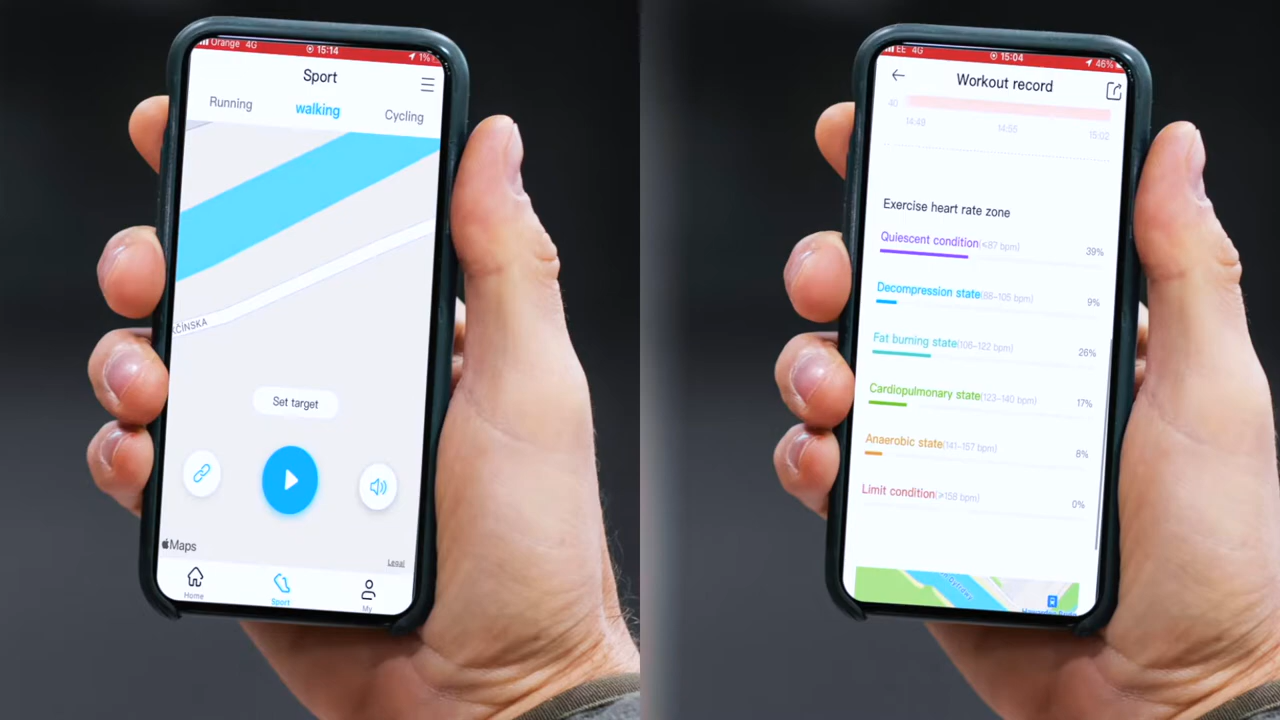 Orange 4G 15:14 1%
Sport
Running walking Cycling
KČÍNSKA
Set target
Maps
Legal
Home Sport My
EE 4G 15:04 46%
Workout record
40
14:49 14:55 15:02
Exercise heart rate zone
Quiescent condition(≤87 bpm) 39%
Decompression state(88–105 bpm) 9%
Fat burning state(106–122 bpm) 26%
Cardiopulmonary state(123–140 bpm) 17%
Anaerobic state(141–157 bpm) 8%
Limit condition(≥158 bpm) 0%